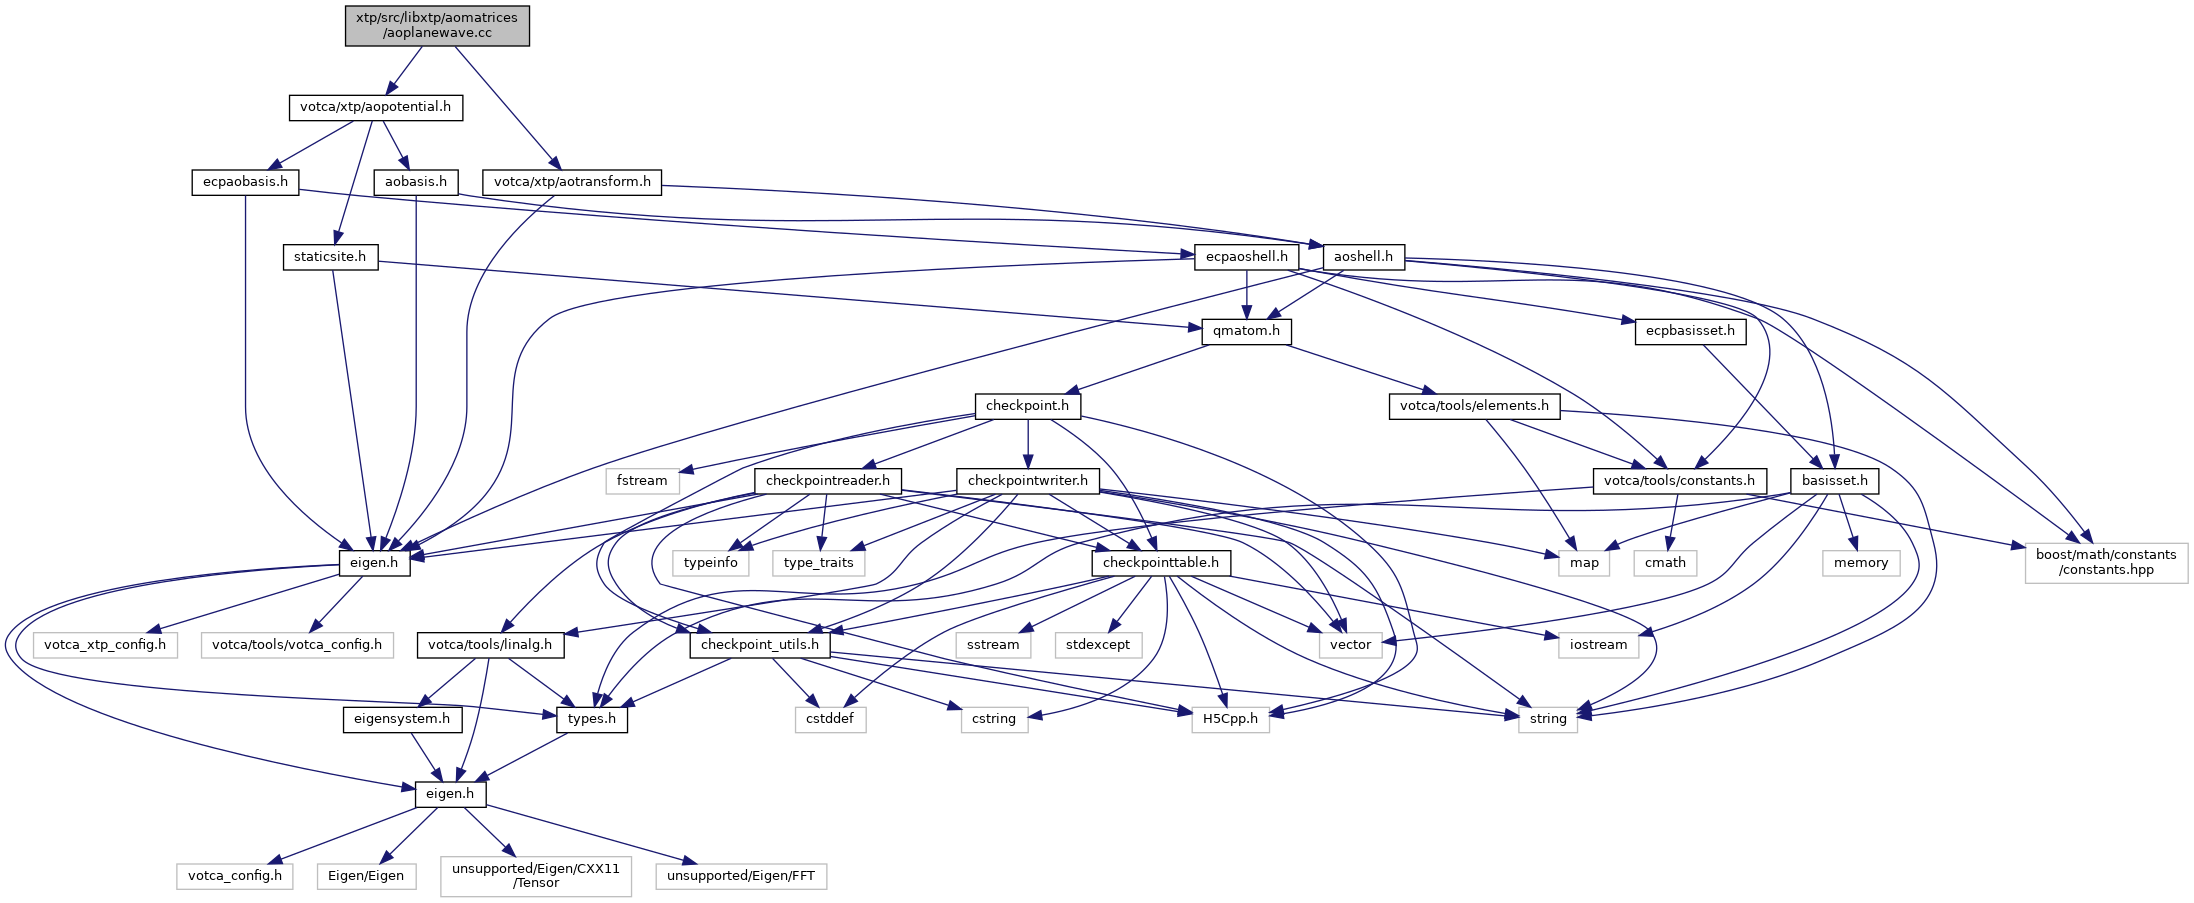 xtp/src/libxtp/aomatrices
/aoplanewave.cc
votca/xtp/aopotential.h
ecpaobasis.h
aobasis.h
votca/xtp/aotransform.h
staticsite.h
ecpaoshell.h
aoshell.h
qmatom.h
ecpbasisset.h
checkpoint.h
votca/tools/elements.h
fstream
checkpointreader.h
checkpointwriter.h
votca/tools/constants.h
basisset.h
eigen.h
typeinfo
type_traits
checkpointtable.h
map
cmath
memory
boost/math/constants
/constants.hpp
votca_xtp_config.h
votca/tools/votca_config.h
votca/tools/linalg.h
checkpoint_utils.h
sstream
stdexcept
vector
iostream
eigensystem.h
types.h
cstddef
cstring
H5Cpp.h
string
eigen.h
votca_config.h
Eigen/Eigen
unsupported/Eigen/CXX11
/Tensor
unsupported/Eigen/FFT